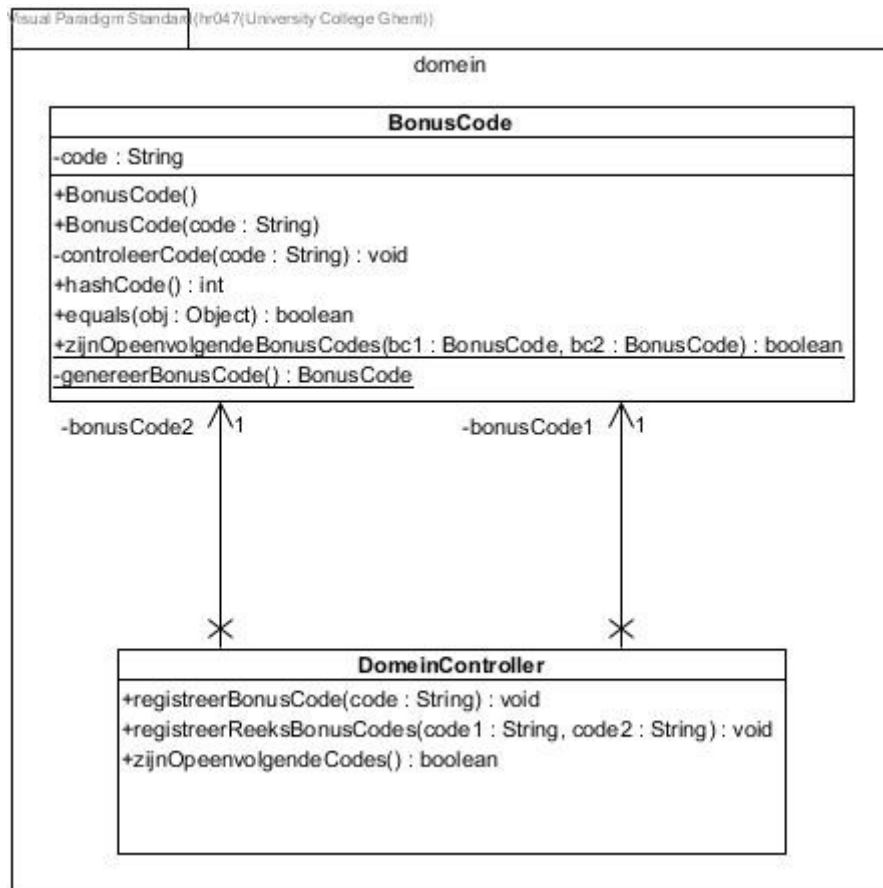 Visual Paradigm Standard(hr047(University College Ghent))
domein
BonusCode
-code : String
+BonusCode()
+BonusCode(code : String)
-controleerCode(code : String) : void
+hashCode() : int
+equals(obj : Object) : boolean
+zijnOpeenvolgendeBonusCodes(bc1 : BonusCode, bc2 : BonusCode) : boolean
-genereerBonusCode() : BonusCode
-bonusCode2 1 -bonusCode1 1
DomeinController
+registreerBonusCode(code : String) : void
+registreerReeksBonusCodes(code1 : String, code2 : String) : void
+zijnOpeenvolgendeCodes() : boolean